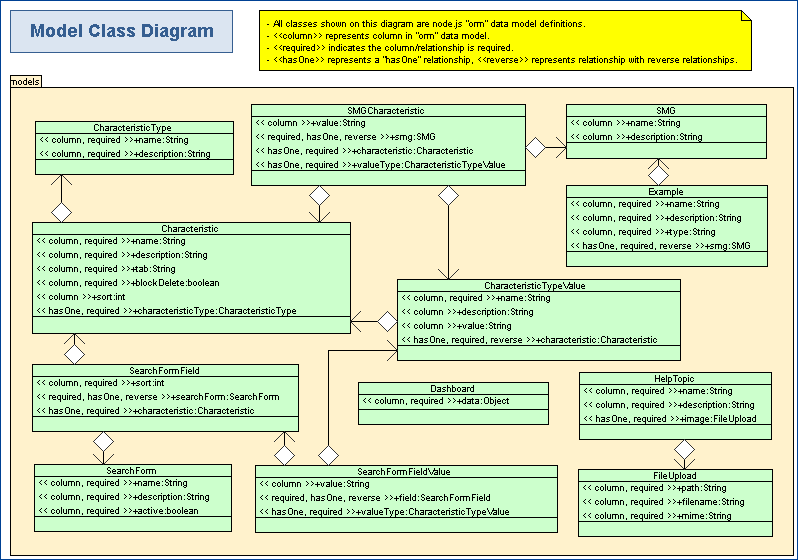 Model Class Diagram
- All classes shown on this diagram are node.js "orm" data model definitions.
- <<column>> represents column in "orm" data model.
- <<required>> indicates the column/relationship is required.
- <<hasOne>> represents a "hasOne" relationship, <<reverse>> represents relationship with reverse relationships.
models
CharacteristicType
<< column, required >>+name:String
<< column, required >>+description:String
SMGCharacteristic
<< column >>+value:String
<< required, hasOne, reverse >>+smg:SMG
<< hasOne, required >>+characteristic:Characteristic
<< hasOne, required >>+valueType:CharacteristicTypeValue
SMG
<< column >>+name:String
<< column >>+description:String
Example
<< column, required >>+name:String
<< column, required >>+description:String
<< column, required >>+type:String
<< hasOne, required, reverse >>+smg:SMG
Characteristic
<< column, required >>+name:String
<< column, required >>+description:String
<< column, required >>+tab:String
<< column, required >>+blockDelete:boolean
<< column >>+sort:int
<< hasOne, required >>+characteristicType:CharacteristicType
CharacteristicTypeValue
<< column, required >>+name:String
<< column >>+description:String
<< column >>+value:String
<< hasOne, required, reverse >>+characteristic:Characteristic
SearchFormField
<< column, required >>+sort:int
<< required, hasOne, reverse >>+searchForm:SearchForm
<< hasOne, required >>+characteristic:Characteristic
Dashboard
<< column, required >>+data:Object
HelpTopic
<< column, required >>+name:String
<< column, required >>+description:String
<< hasOne, required >>+image:FileUpload
SearchForm
<< column, required >>+name:String
<< column, required >>+description:String
<< column, required >>+active:boolean
SearchFormFieldValue
<< column >>+value:String
<< required, hasOne, reverse >>+field:SearchFormField
<< hasOne, required >>+valueType:CharacteristicTypeValue
FileUpload
<< column, required >>+path:String
<< column, required >>+filename:String
<< column, required >>+mime:String